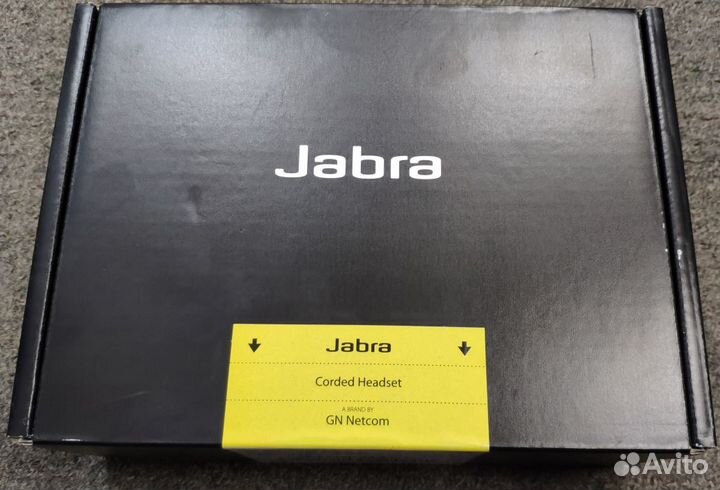 Jabra
Jabra
Corded Headset
A BRAND BY
GN Netcom
Avito